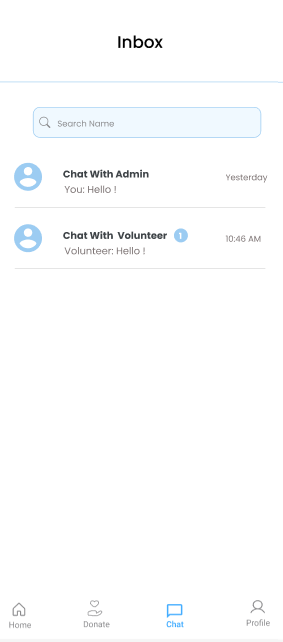 Inbox
Search Name
Chat With Admin
Yesterday
You: Hello !
Chat With Volunteer 1
10:46 AM
Volunteer: Hello !
Home
Donate
Chat
Profile